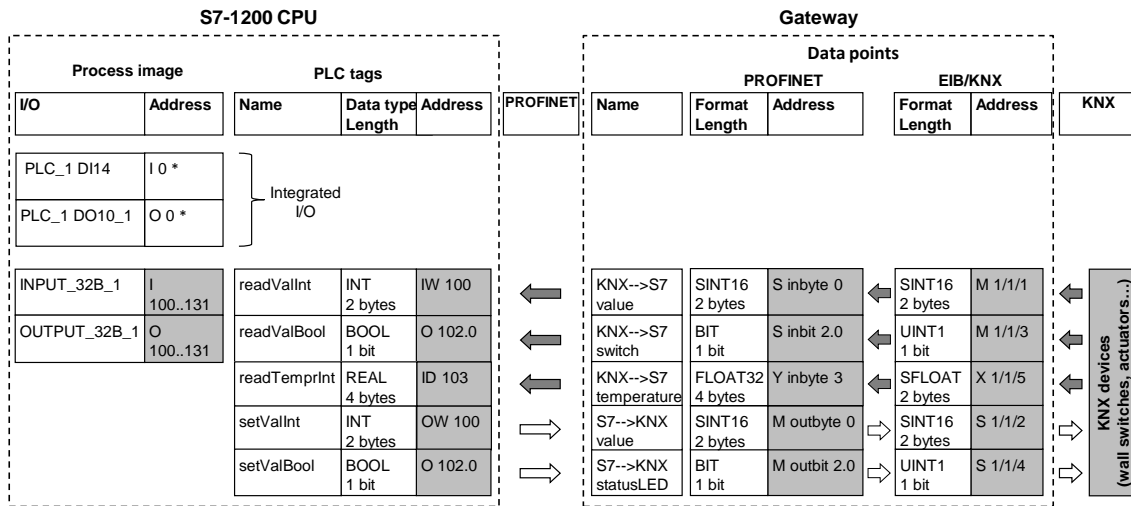 S7-1200 CPU
Gateway
Data points
Process image
PLC tags
PROFINET
EIB/KNX
I/O
Address
Name
Data type
Length
Address
PROFINET
Name
Format
Length
Address
Format
Length
Address
KNX
PLC_1 DI14
I 0 *
PLC_1 DO10_1
O 0 *
Integrated
I/O
INPUT_32B_1
I
100..131
readValInt
INT
2 bytes
IW 100
KNX-->S7
value
SINT16
2 bytes
S inbyte 0
SINT16
2 bytes
M 1/1/1
OUTPUT_32B_1
O
100..131
readValBool
BOOL
1 bit
O 102.0
KNX-->S7
switch
BIT
1 bit
S inbit 2.0
UINT1
1 bit
M 1/1/3
readTemprInt
REAL
4 bytes
ID 103
KNX-->S7
temperature
FLOAT32
4 bytes
Y inbyte 3
SFLOAT
2 bytes
X 1/1/5
setValInt
INT
2 bytes
OW 100
S7-->KNX
value
SINT16
2 bytes
M outbyte 0
SINT16
2 bytes
S 1/1/2
setValBool
BOOL
1 bit
O 102.0
S7-->KNX
statusLED
BIT
1 bit
M outbit 2.0
UINT1
1 bit
S 1/1/4
KNX devices
(wall switches, actuators...)